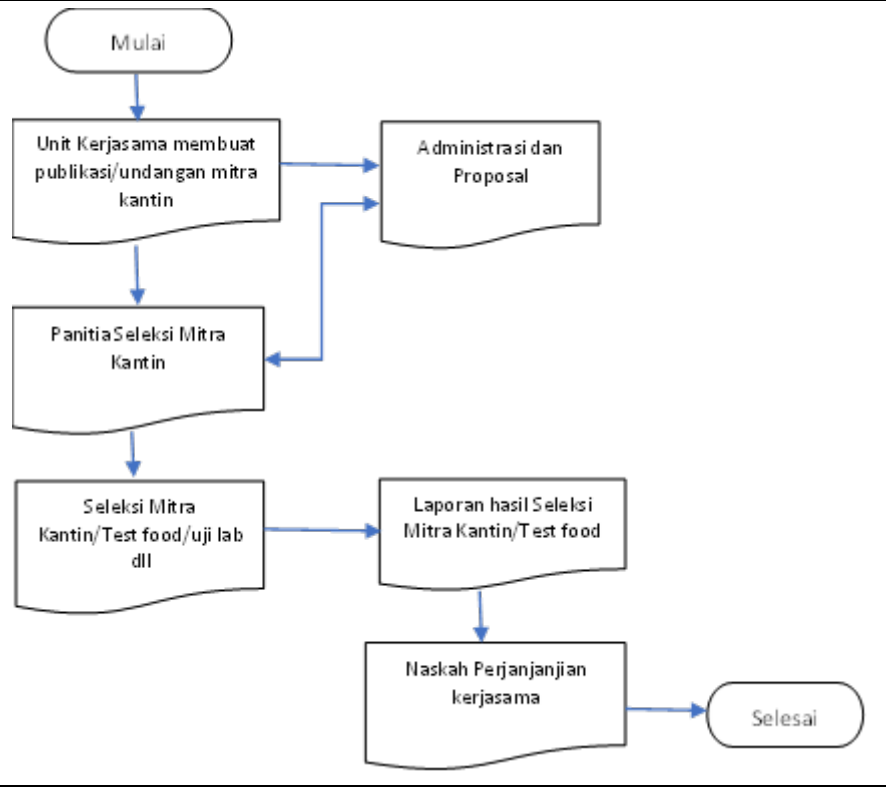 Mulai
Unit Kerjasama membuat
publikasi/undangan mitra
kantin
Administrasi dan
Proposal
Panitia Seleksi Mitra
Kantin
Seleksi Mitra
Kantin/Test food/uji lab
dll
Laporan hasil Seleksi
Mitra Kantin/Test food
Naskah Perjanjanjian
kerjasama
Selesai